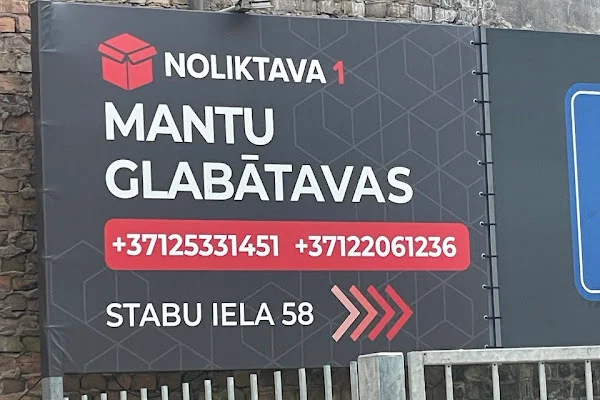 NOLIKTAVA 1
MANTU
GLABĀTAVAS
+37125331451 +37122061236
STABU IELA 58